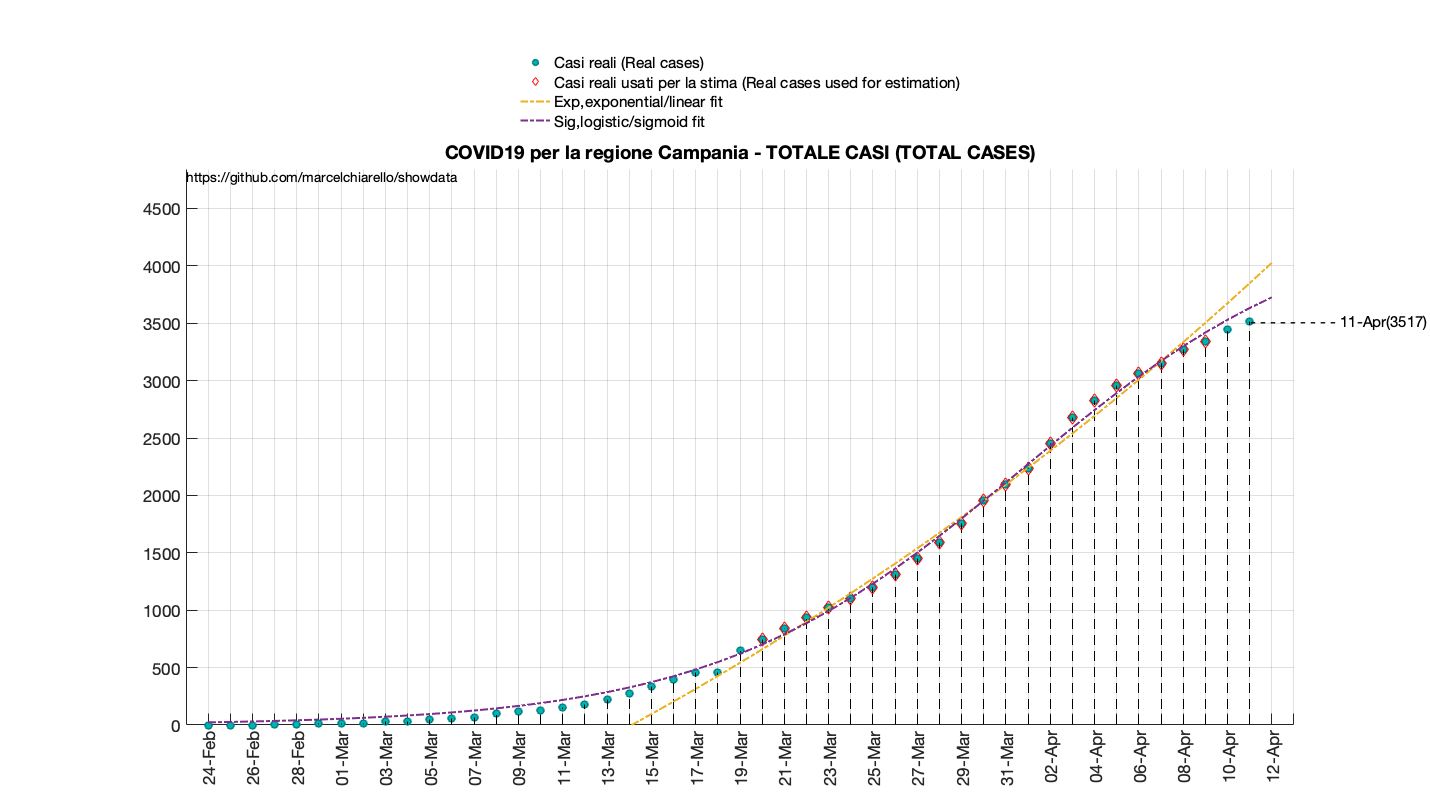 Casi reali (Real cases)
Casi reali usati per la stima (Real cases used for estimation)
Exp,exponential/linear fit
Sig,logistic/sigmoid fit
COVID19 per la regione Campania - TOTALE CASI (TOTAL CASES)
https://github.com/marcelchiarello/showdata
4500
4000
3500
3000
2500
2000
1500
1000
500
0
11-Apr(3517)
24-Feb
26-Feb
28-Feb
01-Mar
03-Mar
05-Mar
07-Mar
09-Mar
11-Mar
13-Mar
15-Mar
17-Mar
19-Mar
21-Mar
23-Mar
25-Mar
27-Mar
29-Mar
31-Mar
02-Apr
04-Apr
06-Apr
08-Apr
10-Apr
12-Apr